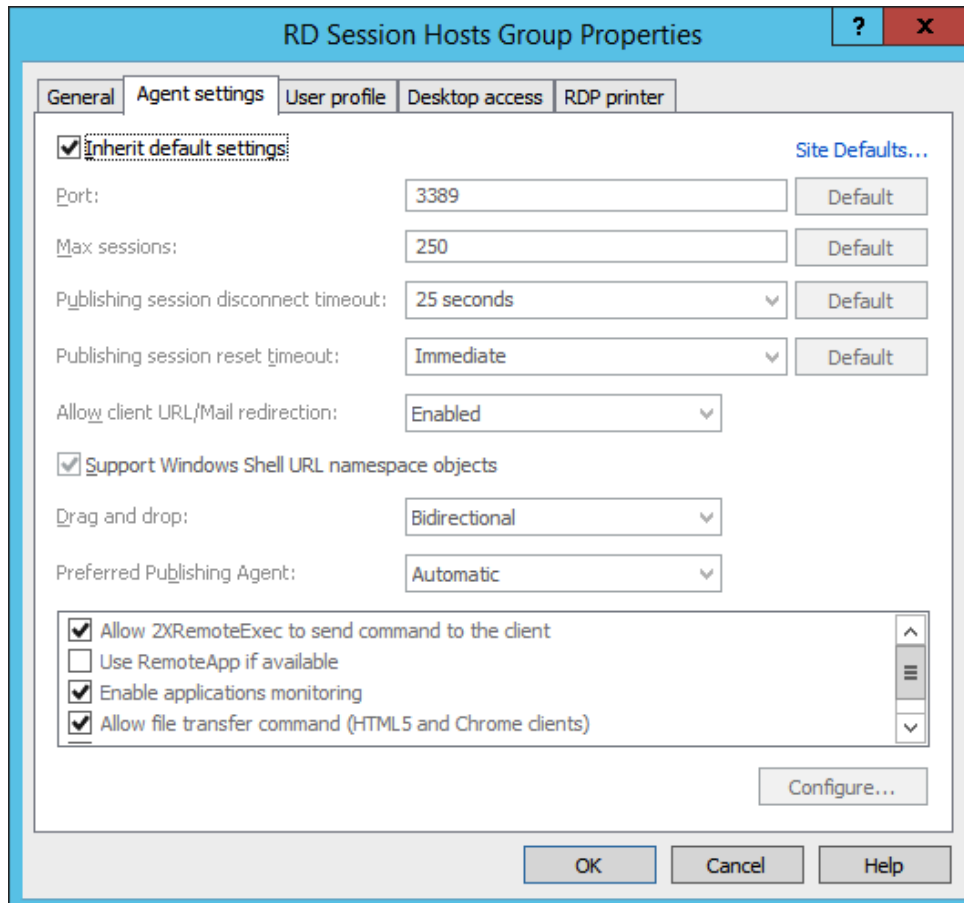 RD Session Hosts Group Properties ? x
General Agent settings User profile Desktop access RDP printer
Inherit default settings Site Defaults...
Port: 3389 Default
Max sessions: 250 Default
Publishing session disconnect timeout: 25 seconds Default
Publishing session reset timeout: Immediate Default
Allow client URL/Mail redirection: Enabled
Support Windows Shell URL namespace objects
Drag and drop: Bidirectional
Preferred Publishing Agent: Automatic
Allow 2XRemoteExec to send command to the client
Use RemoteApp if available
Enable applications monitoring
Allow file transfer command (HTML5 and Chrome clients)
Configure...
OK Cancel Help